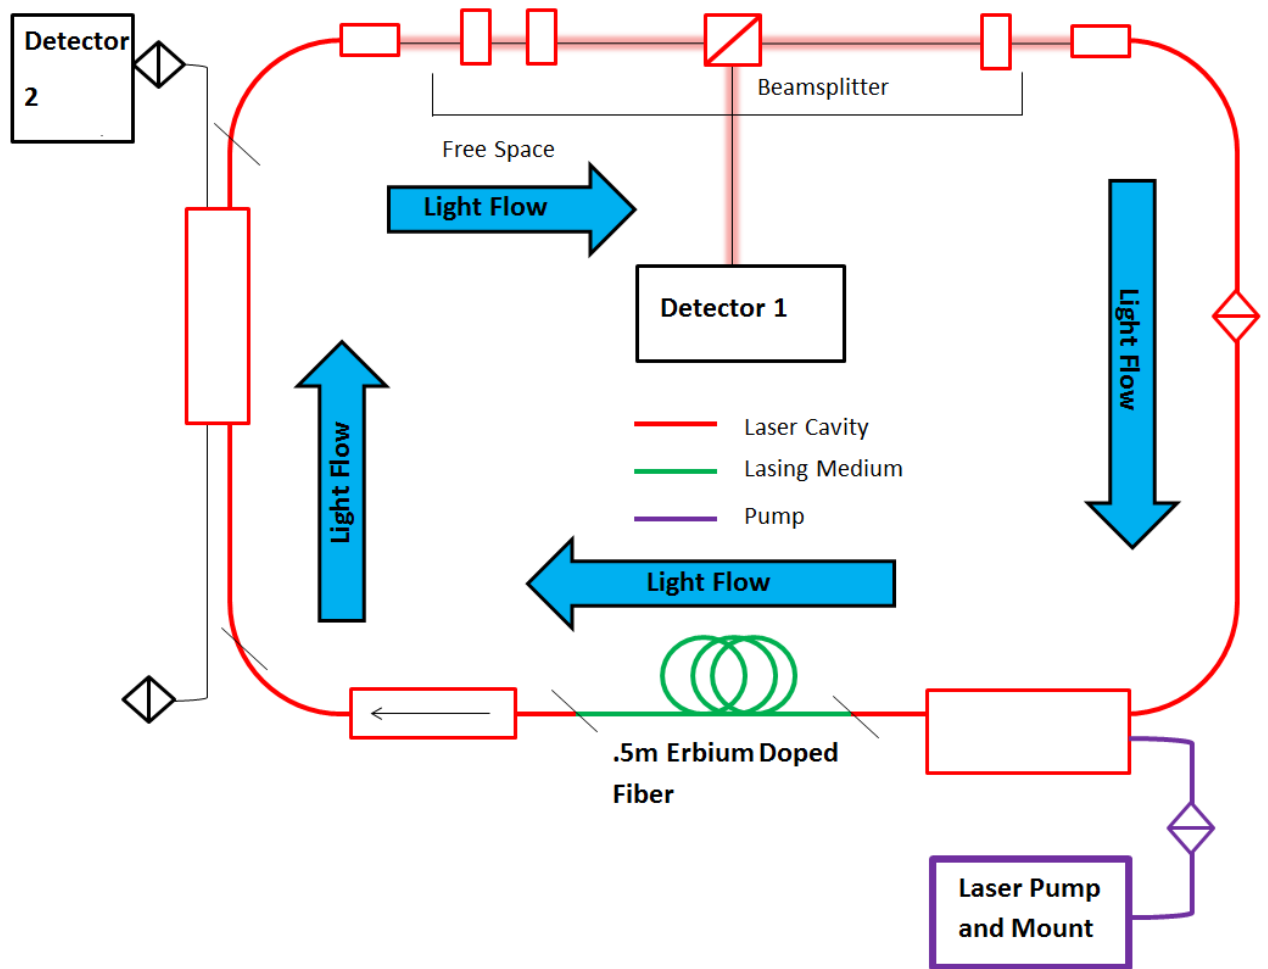 Detector
2
Beamsplitter
Free Space
Light Flow
Detector 1
Light Flow
Light Flow
Laser Cavity
Lasing Medium
Pump
Light Flow
.5m Erbium Doped
Fiber
Laser Pump
and Mount